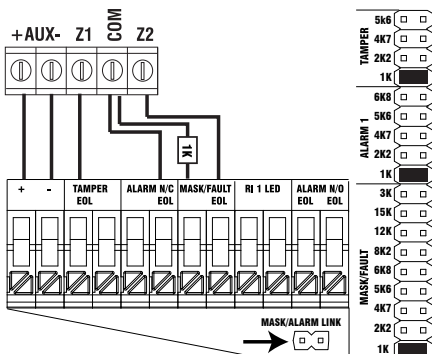 +AUX- Z1 COM Z2
1K
+ - TAMPER ALARM N/C MASK/FAULT RJ 1 LED ALARM N/O
EOL EOL EOL EOL EOL
MASK/ALARM LINK
TAMPER
5k6
4K7
2K2
1K
ALARM 1
6K8
5K6
4K7
2K2
1K
MASK/FAULT
3K
15K
12K
8K2
6K8
5K6
4K7
2K2
1K